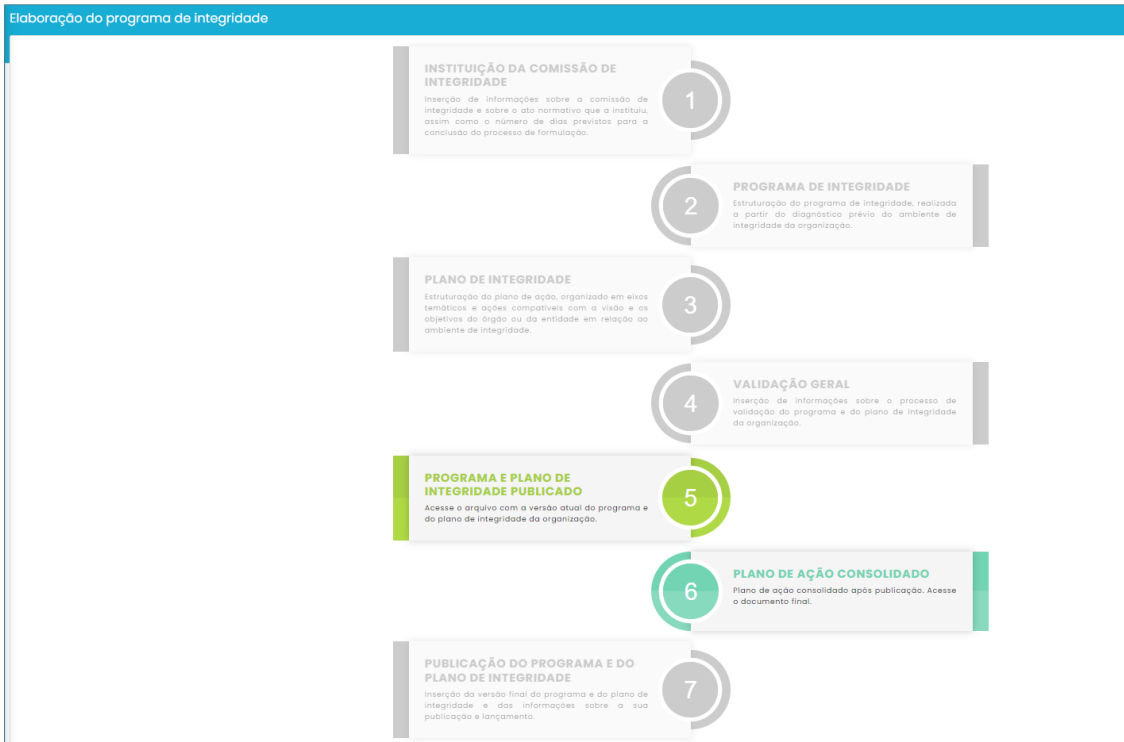 Elaboração do programa de integridade
INSTITUIÇÃO DA COMISSÃO DE
INTEGRIDADE
Inserção de informações sobre a comissão de
integridade e sobre o ato normativo que a instituiu,
assim como o número de dias previstos para a
conclusão do processo de formulação.
1
PROGRAMA DE INTEGRIDADE
Estruturação do programa de integridade, realizada
a partir do diagnóstico prévio do ambiente de
integridade da organização.
2
PLANO DE INTEGRIDADE
Estruturação do plano de ação, organizado em eixos
temáticos e ações compatíveis com a visão e os
objetivos do órgão ou da entidade em relação ao
ambiente de integridade.
3
VALIDAÇÃO GERAL
Inserção de informações sobre o processo de
validação do programa e do plano de integridade
da organização.
4
PROGRAMA E PLANO DE
INTEGRIDADE PUBLICADO
Acesse o arquivo com a versão atual do programa e
do plano de integridade da organização.
5
PLANO DE AÇÃO CONSOLIDADO
Plano de ação consolidado após publicação. Acesse
o documento final.
6
PUBLICAÇÃO DO PROGRAMA E DO
PLANO DE INTEGRIDADE
Inserção da versão final do programa e do plano de
integridade e das informações sobre a sua
publicação e lançamento.
7